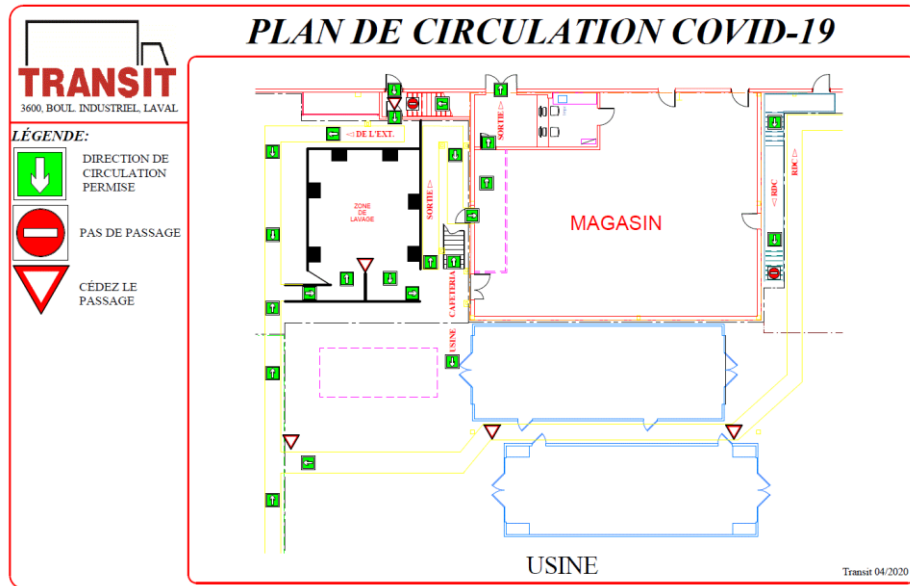 PLAN DE CIRCULATION COVID-19
TRANSIT
3600, BOUL. INDUSTRIEL, LAVAL
LÉGENDE:
DIRECTION DE
CIRCULATION
PERMISE
PAS DE PASSAGE
CÉDEZ LE
PASSAGE
DE L'EXT.
SORTIE
ZONE
DE
LAVAGE
SORTIE
MAGASIN
RDC
RDC
USINE
CAFETERIA
USINE
Transit 04/2020